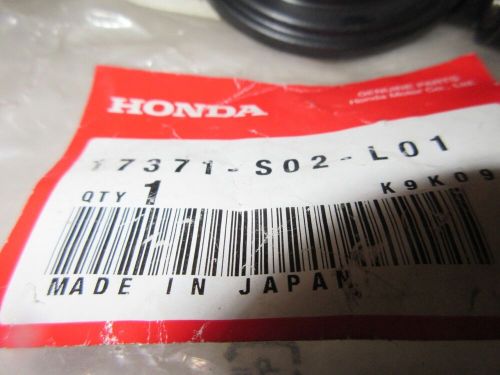 HONDA
GENUINE PARTS
Honda Motor Co., Ltd.
17371-S02-L01
QTY 1
K9K09
MADE IN JAPAN